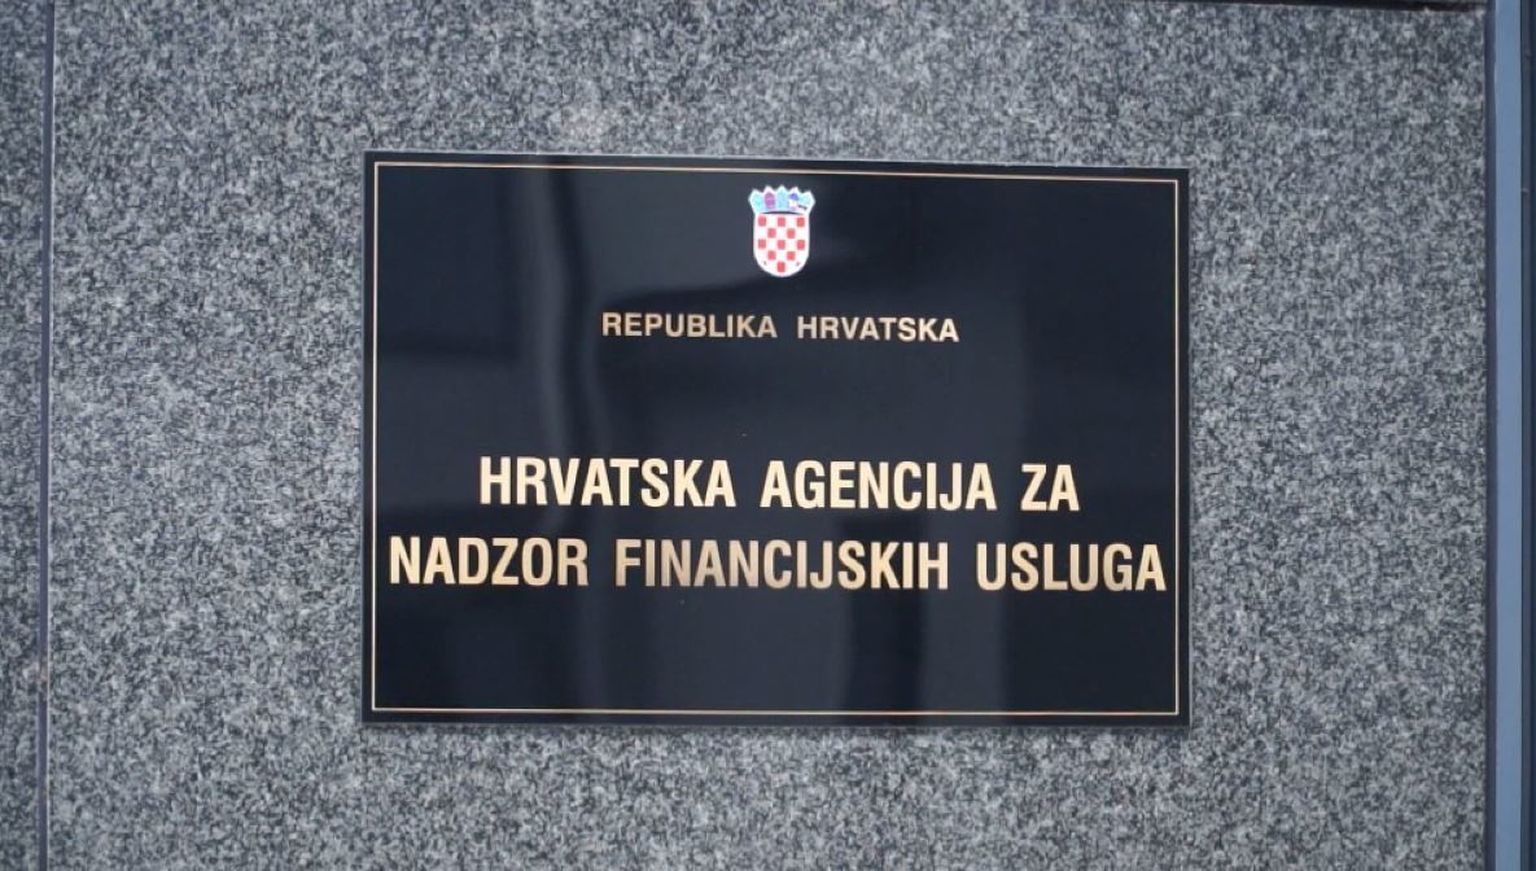 REPUBLIKA HRVATSKA
HRVATSKA AGENCIJA ZA
NADZOR FINANCIJSKIH USLUGA